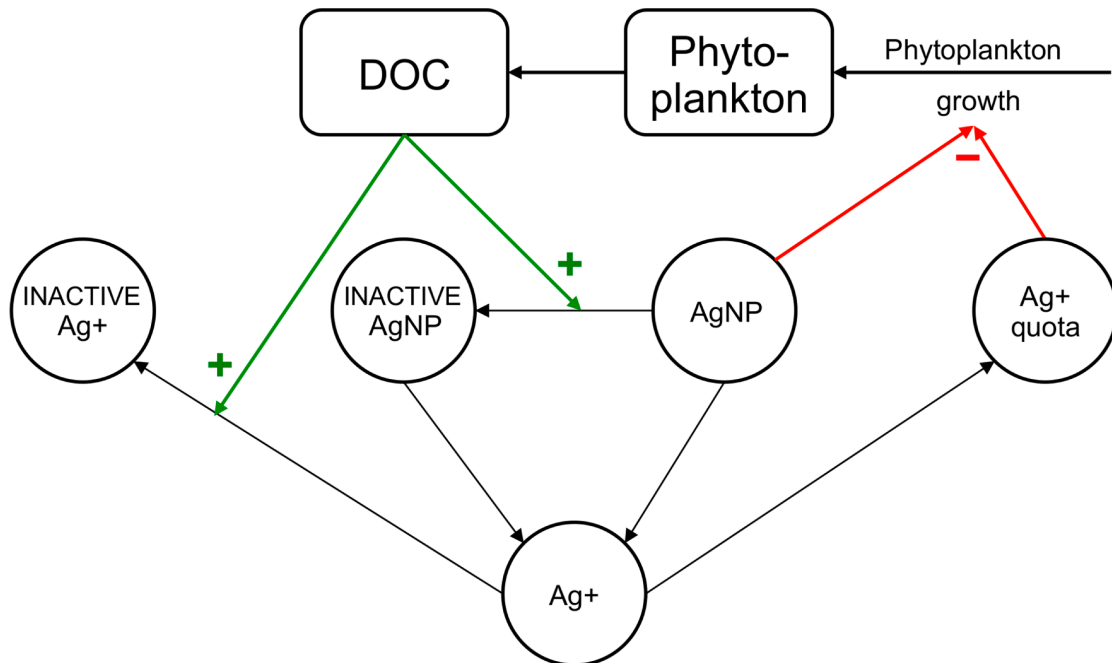 DOC
Phyto-
plankton
Phytoplankton
growth
−
+
+
INACTIVE
Ag+
INACTIVE
AgNP
AgNP
Ag+
quota
Ag+